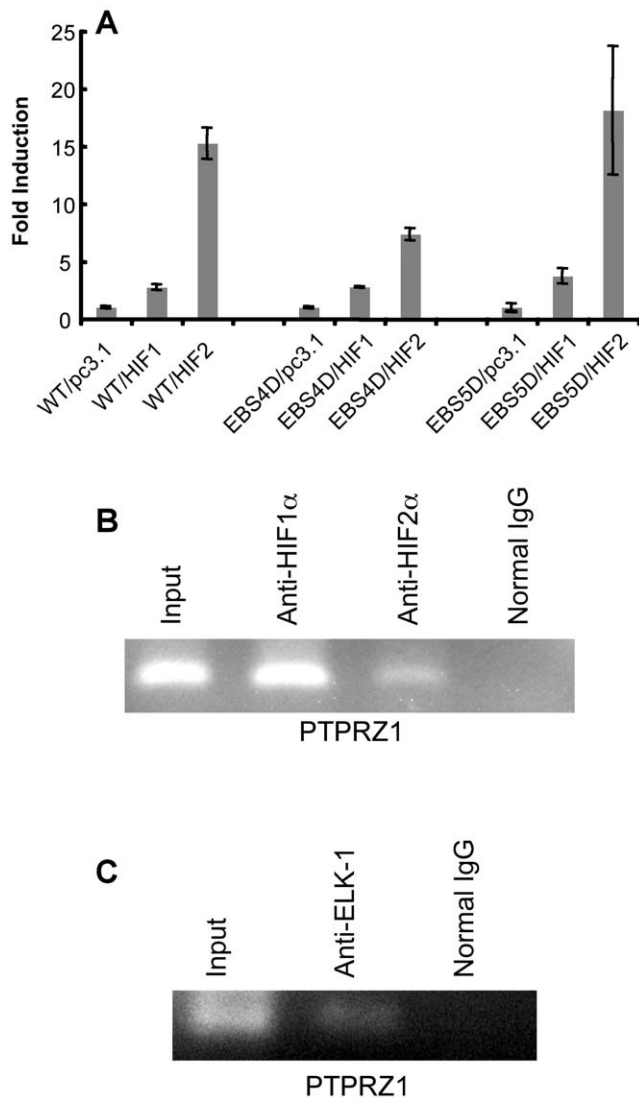 A
Fold Induction
25
20
15
10
5
0
WT/pc3.1
WT/HIF1
WT/HIF2
EBS4D/pc3.1
EBS4D/HIF1
EBS4D/HIF2
EBS5D/pc3.1
EBS5D/HIF1
EBS5D/HIF2
B
Input
Anti-HIF1α
Anti-HIF2α
Normal IgG
PTPRZ1
C
Input
Anti-ELK-1
Normal IgG
PTPRZ1